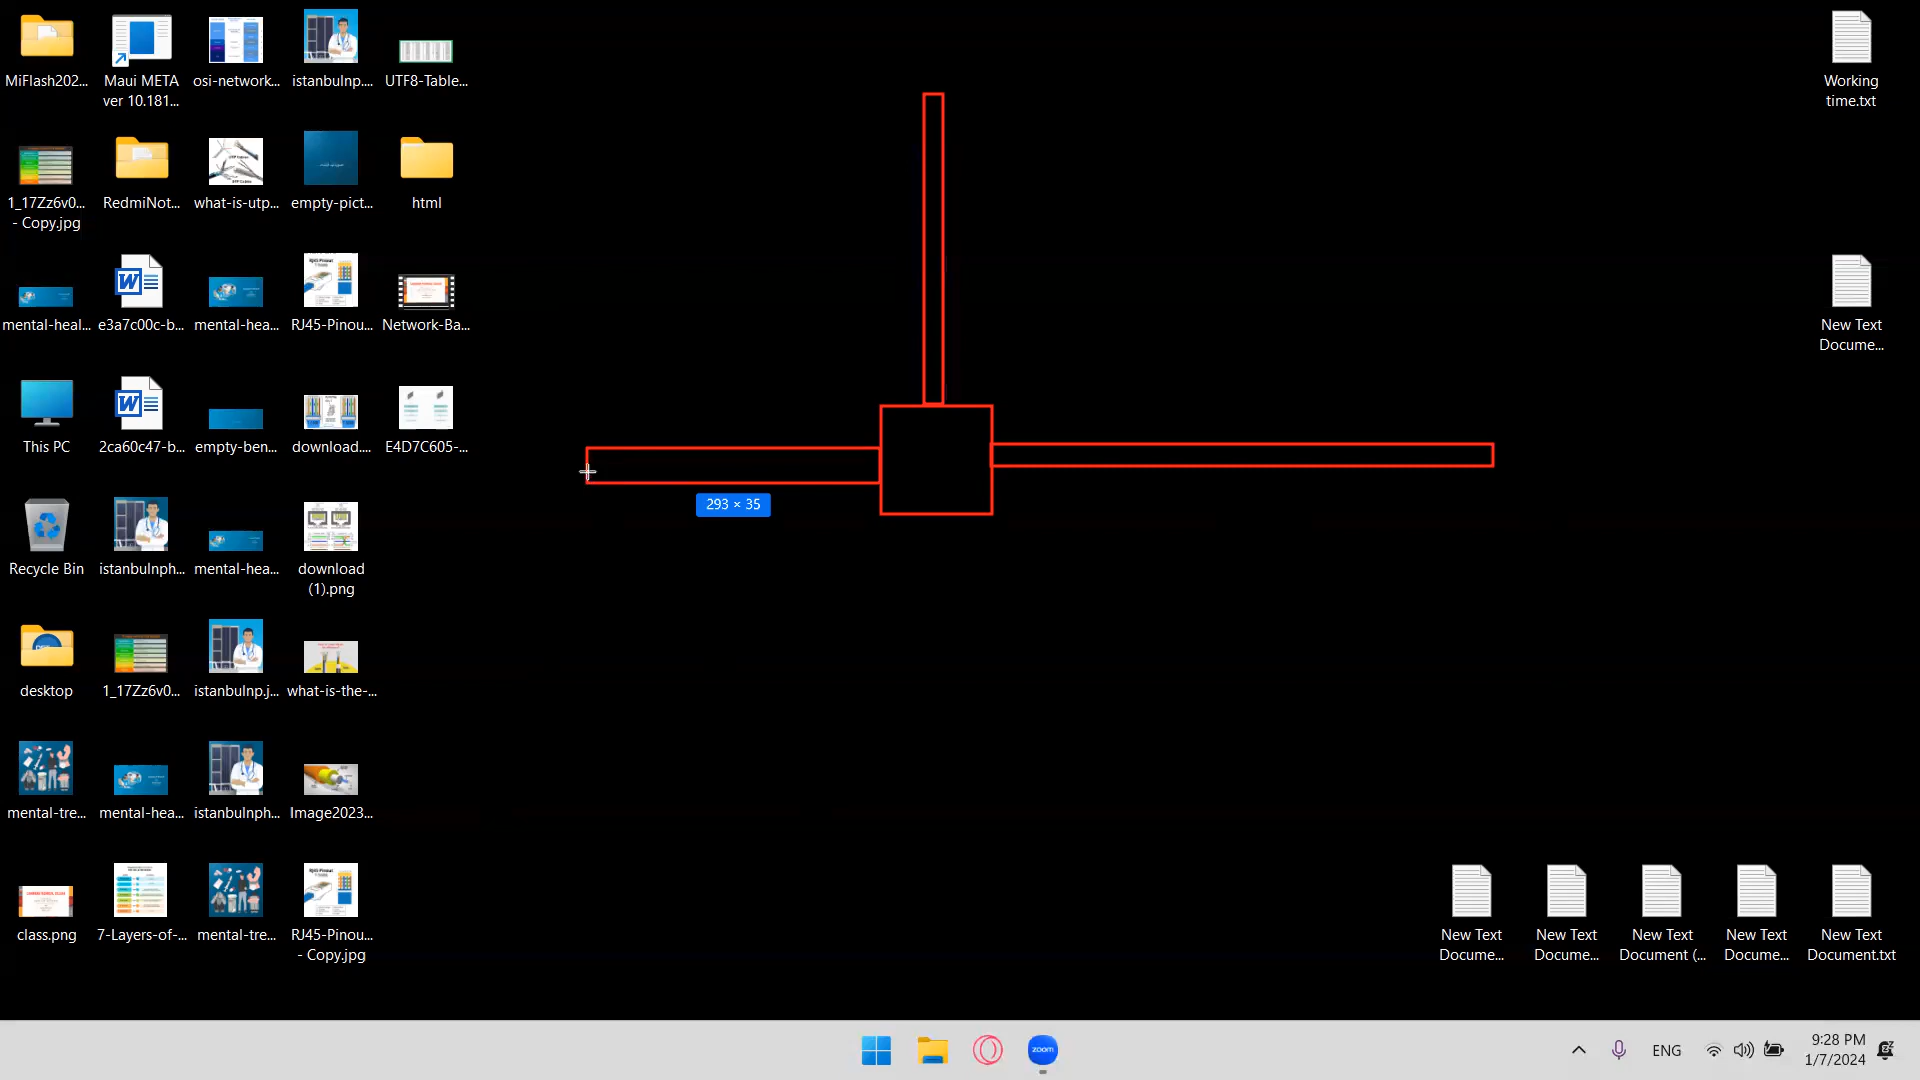 MiFlash202...
Maui META
ver 10.181...
osi-network...
istanbulnp....
UTF8-Table...
Working
time.txt
1_17Zz6v0...
- Copy.jpg
RedmiNot...
what-is-utp...
empty-pict...
html
mental-heal...
e3a7c00c-b...
mental-hea...
RJ45-Pinou...
Network-Ba...
New Text
Docume...
This PC
2ca60c47-b...
empty-ben...
download....
E4D7C605-...
293 × 35
Recycle Bin
istanbulnph...
mental-hea...
download
(1).png
desktop
1_17Zz6v0...
istanbulnp.j...
what-is-the-...
mental-tre...
mental-hea...
istanbulnph...
Image2023...
class.png
7-Layers-of-...
mental-tre...
RJ45-Pinou...
- Copy.jpg
New Text
Docume...
New Text
Docume...
New Text
Document (...
New Text
Docume...
New Text
Document.txt
zoom
ENG
9:28 PM
1/7/2024